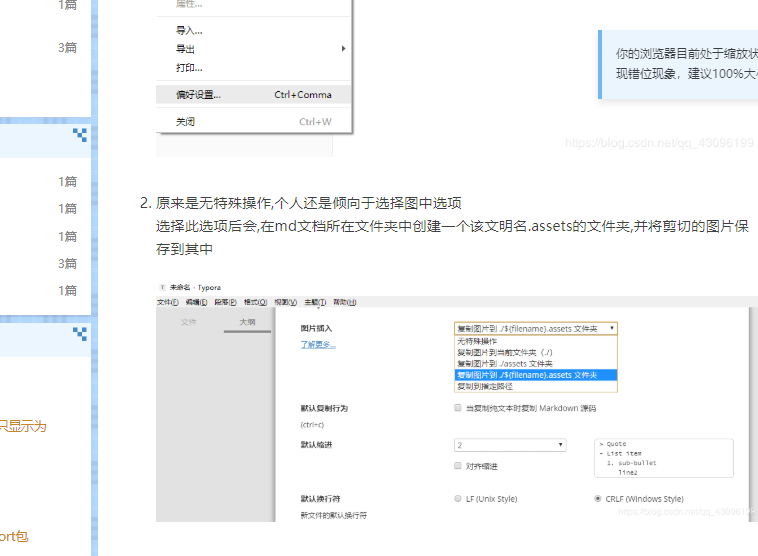 1篇
3篇
属性...
导入...
导出
打印...
偏好设置... Ctrl+Comma
关闭 Ctrl+W
你的浏览器目前处于缩放状
现错位现象，建议100%大
https://blog.csdn.net/qq_43096199
1篇
1篇
1篇
3篇
1篇
只显示为
ort包
2. 原来是无特殊操作,个人还是倾向于选择图中选项
选择此选项后会,在md文档所在文件夹中创建一个该文明名.assets的文件夹,并将剪切的图片保
存到其中
T 未命名 - Typora
文件(F) 编辑(E) 段落(P) 格式(O) 视图(V) 主题(T) 帮助(H)
文件 大纲
图片插入
了解更多...
复制图片到 ./${filename}.assets 文件夹
无特殊操作
复制图片到当前文件夹（./）
复制图片到 ./assets 文件夹
复制图片到 ./${filename}.assets 文件夹
复制到指定路径
默认复制行为
(ctrl+c)
当复制纯文本时复制 Markdown 源码
默认缩进
2
对齐缩进
> Quote
- List item
1. sub-bullet
line2
默认换行符
新文件的默认换行符
LF (Unix Style)
CRLF (Windows Style)
https://blog.csdn.net/qq_43096199